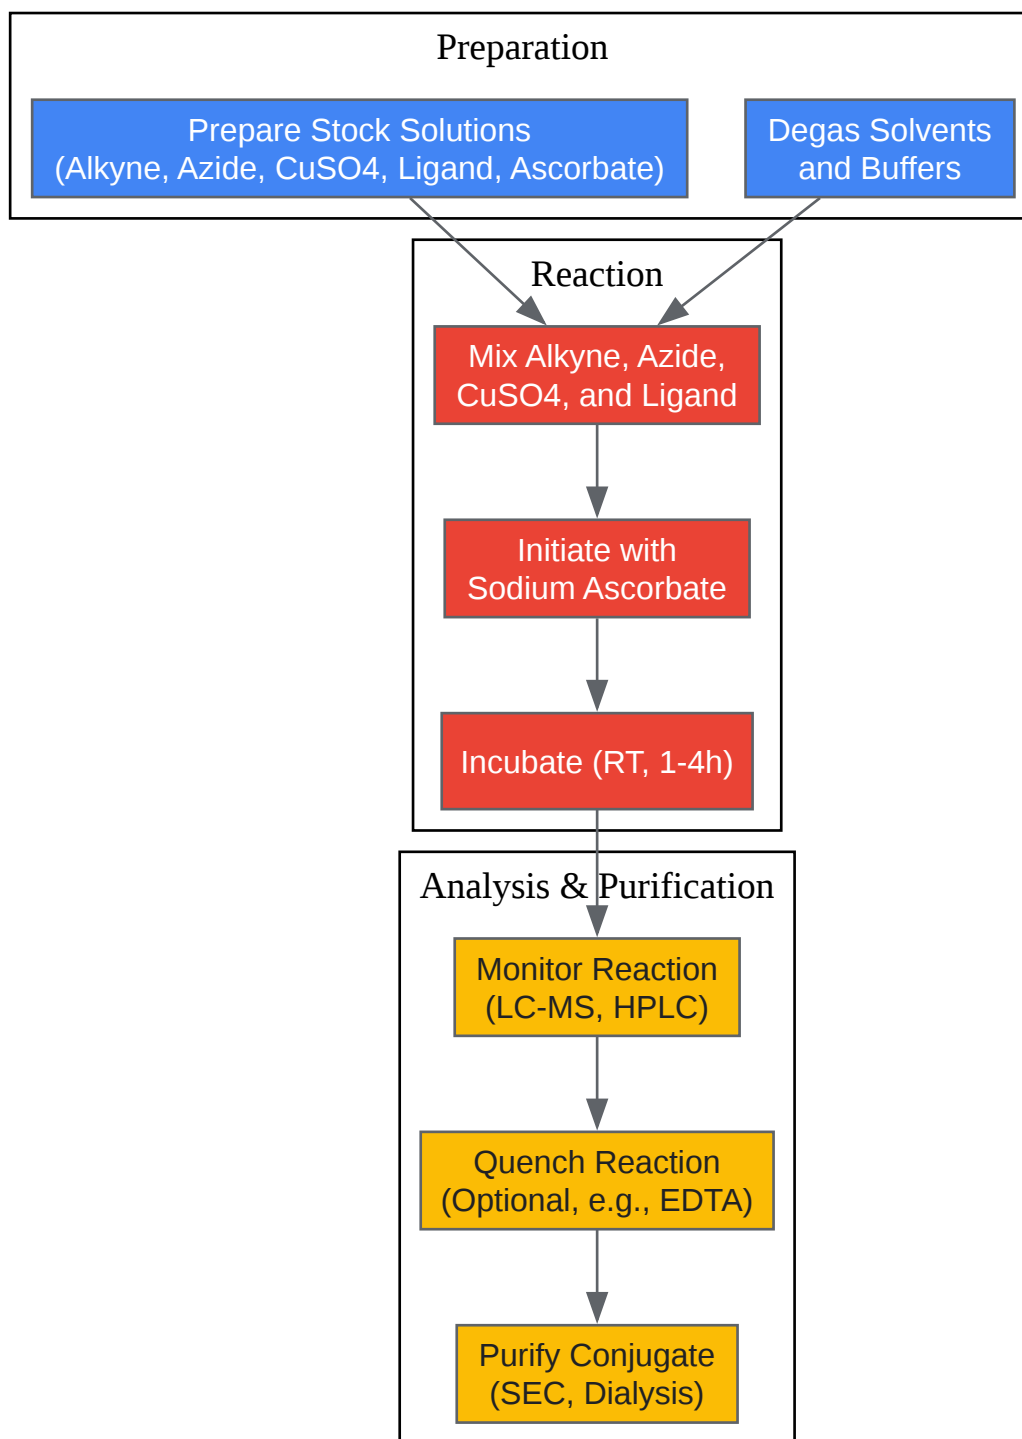 Preparation
Prepare Stock Solutions
(Alkyne, Azide, CuSO4, Ligand, Ascorbate)
Degas Solvents
and Buffers
Reaction
Mix Alkyne, Azide,
CuSO4, and Ligand
Initiate with
Sodium Ascorbate
Incubate (RT, 1-4h)
Analysis & Purification
Monitor Reaction
(LC-MS, HPLC)
Quench Reaction
(Optional, e.g., EDTA)
Purify Conjugate
(SEC, Dialysis)